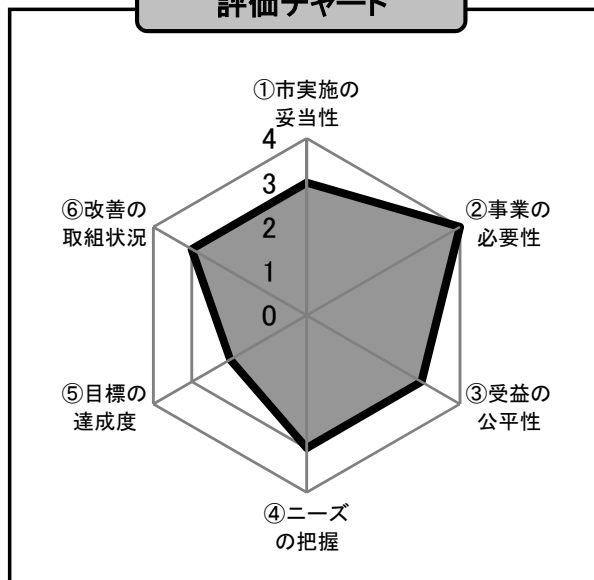 評価チャート
①市実施の
妥当性
4
3
2
1
0
②事業の
必要性
③受益の
公平性
④ニーズ
の把握
⑤目標の
達成度
⑥改善の
取組状況